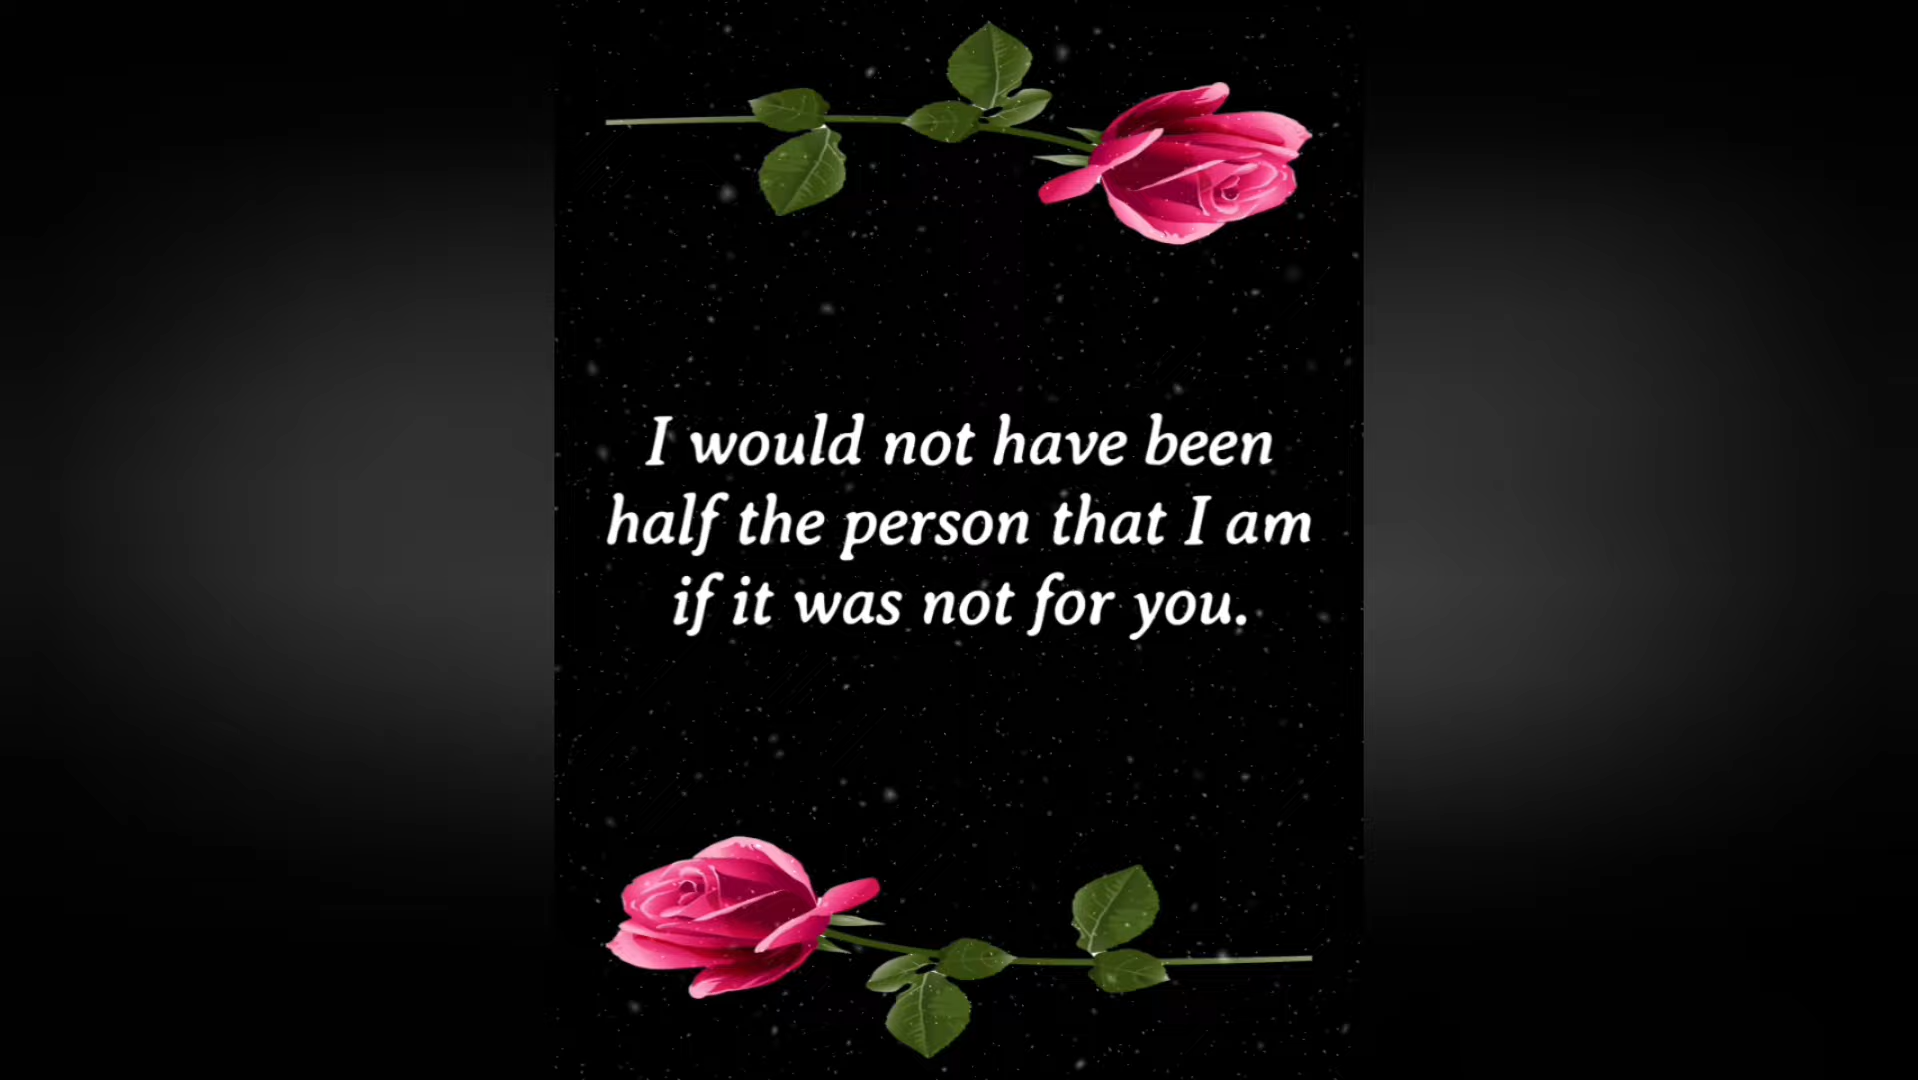 I would not have been
half the person that I am
if it was not for you.